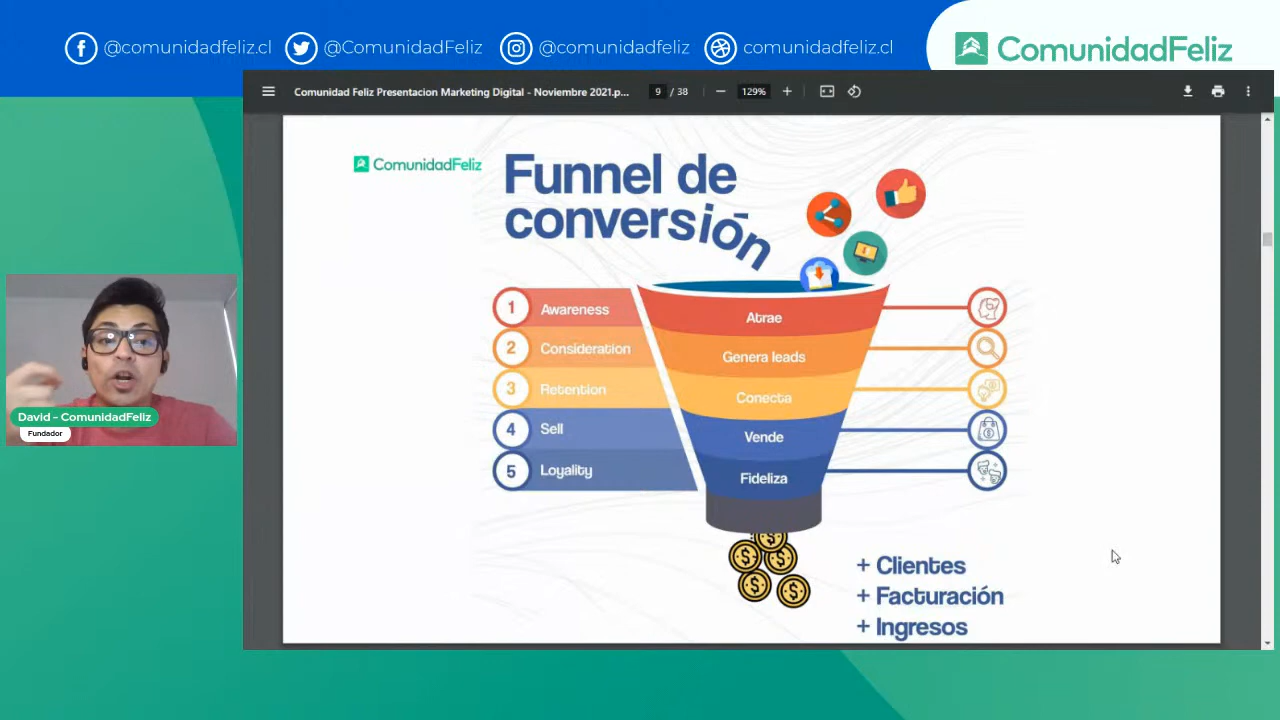 @comunidadfeliz.cl
@ComunidadFeliz
@comunidadfeliz
comunidadfeliz.cl
ComunidadFeliz
Comunidad Feliz Presentacion Marketing Digital - Noviembre 2021.p...
9 / 38
129%
ComunidadFeliz
Funnel de
conversión
1 Awareness
Atrae
2 Consideration
Genera leads
3 Retention
Conecta
4 Sell
Vende
5 Loyality
Fideliza
+ Clientes
+ Facturación
+ Ingresos
David - ComunidadFeliz
Fundador